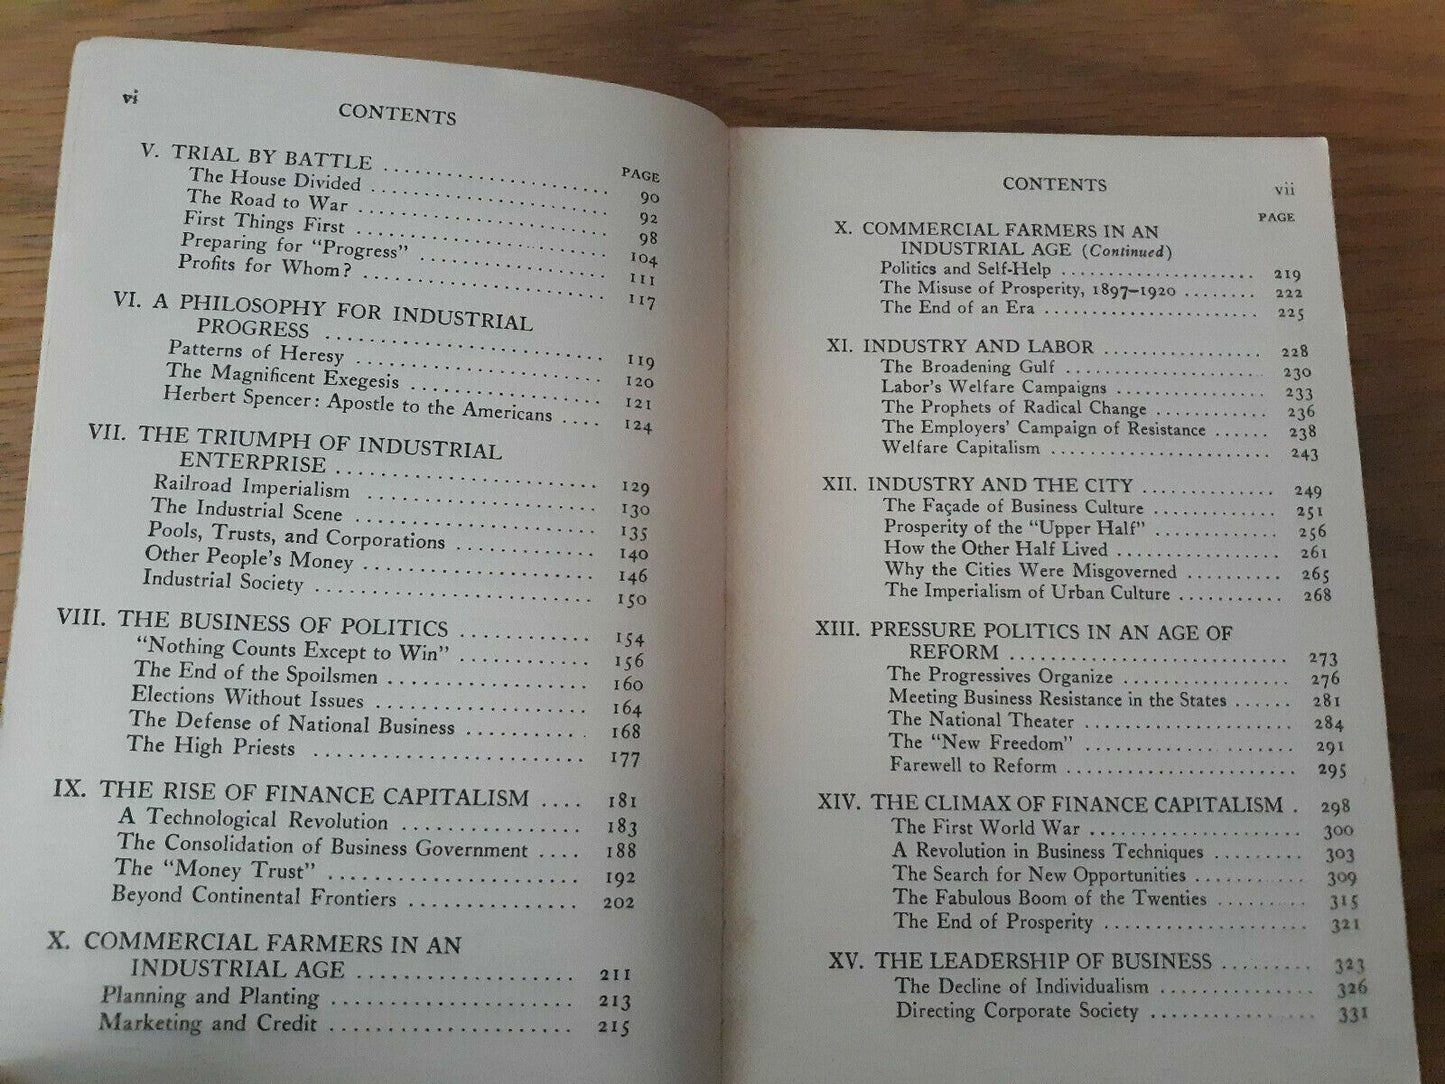 vi
CONTENTS
PAGE
V. TRIAL BY BATTLE .................... 90
The House Divided .................... 92
The Road to War .................... 98
First Things First .................... 104
Preparing for "Progress" .................... 111
Profits for Whom? .................... 117
VI. A PHILOSOPHY FOR INDUSTRIAL
PROGRESS .................... 119
Patterns of Heresy .................... 120
The Magnificent Exegesis .................... 121
Herbert Spencer: Apostle to the Americans .... 124
VII. THE TRIUMPH OF INDUSTRIAL
ENTERPRISE .................... 129
Railroad Imperialism .................... 130
The Industrial Scene .................... 135
Pools, Trusts, and Corporations ............ 140
Other People's Money .................... 146
Industrial Society .................... 150
VIII. THE BUSINESS OF POLITICS ............ 154
"Nothing Counts Except to Win" ............ 156
The End of the Spoilsmen .................... 160
Elections Without Issues .................... 164
The Defense of National Business ............ 168
The High Priests .................... 177
IX. THE RISE OF FINANCE CAPITALISM .... 181
A Technological Revolution ................ 183
The Consolidation of Business Government .... 188
The "Money Trust" .................... 192
Beyond Continental Frontiers ................ 202
X. COMMERCIAL FARMERS IN AN
INDUSTRIAL AGE .................... 211
Planning and Planting .................... 213
Marketing and Credit .................... 215
CONTENTS
vii
PAGE
X. COMMERCIAL FARMERS IN AN
INDUSTRIAL AGE (Continued)
Politics and Self-Help .................... 219
The Misuse of Prosperity, 1897–1920 ........ 222
The End of an Era .................... 225
XI. INDUSTRY AND LABOR ................ 228
The Broadening Gulf .................... 230
Labor's Welfare Campaigns ................ 233
The Prophets of Radical Change ............ 236
The Employers' Campaign of Resistance ...... 238
Welfare Capitalism .................... 243
XII. INDUSTRY AND THE CITY ............ 249
The Façade of Business Culture ............ 251
Prosperity of the "Upper Half" ............ 256
How the Other Half Lived ................ 261
Why the Cities Were Misgoverned .......... 265
The Imperialism of Urban Culture .......... 268
XIII. PRESSURE POLITICS IN AN AGE OF
REFORM .................... 273
The Progressives Organize ................ 276
Meeting Business Resistance in the States ...... 281
The National Theater .................... 284
The "New Freedom" .................... 291
Farewell to Reform .................... 295
XIV. THE CLIMAX OF FINANCE CAPITALISM . 298
The First World War .................... 300
A Revolution in Business Techniques ........ 303
The Search for New Opportunities .......... 309
The Fabulous Boom of the Twenties ........ 315
The End of Prosperity .................... 321
XV. THE LEADERSHIP OF BUSINESS ........ 323
The Decline of Individualism .............. 326
Directing Corporate Society .............. 331